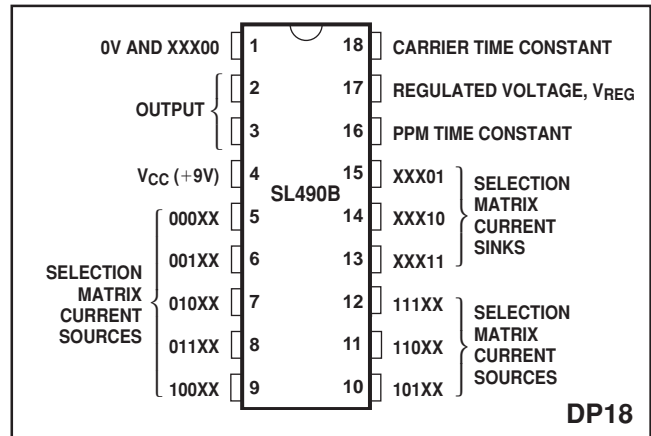 0V AND XXX00 1 18 CARRIER TIME CONSTANT
2 17 REGULATED VOLTAGE, VREG
OUTPUT
3 16 PPM TIME CONSTANT
VCC (+9V) 4 15 XXX01
SL490B
SELECTION
MATRIX
CURRENT
SINKS
000XX 5 14 XXX10
001XX 6 13 XXX11
SELECTION
MATRIX
CURRENT
SOURCES
010XX 7 12 111XX
011XX 8 11 110XX
100XX 9 10 101XX
SELECTION
MATRIX
CURRENT
SOURCES
DP18